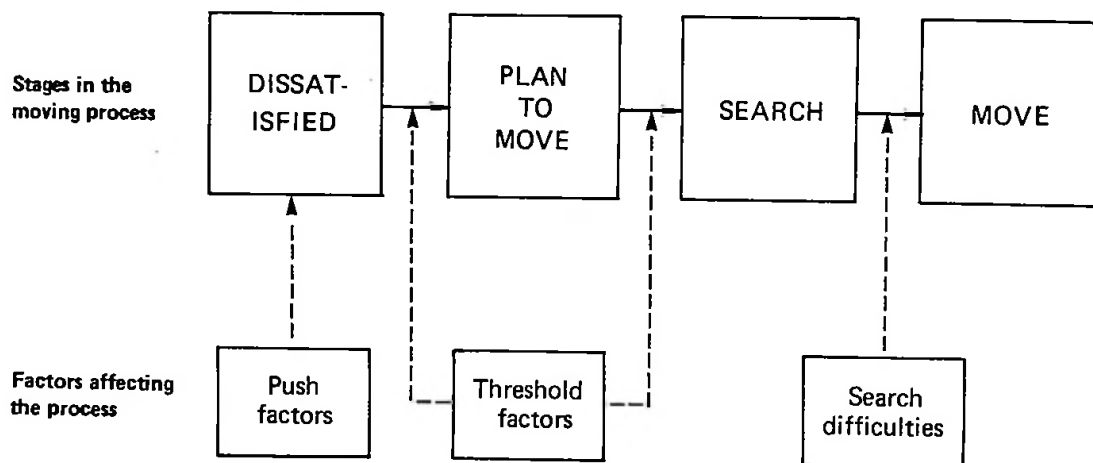 Stages in the
moving process
DISSAT-
ISFIED
PLAN
TO
MOVE
SEARCH
MOVE
Factors affecting
the process
Push
factors
Threshold
factors
Search
difficulties